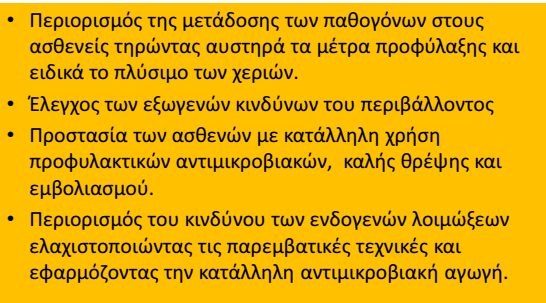 • Περιορισμός της μετάδοσης των παθογόνων στους
ασθενείς τηρώντας αυστηρά τα μέτρα προφύλαξης και
ειδικά το πλύσιμο των χεριών.
• Έλεγχος των εξωγενών κινδύνων του περιβάλλοντος
• Προστασία των ασθενών με κατάλληλη χρήση
προφυλακτικών αντιμικροβιακών, καλής θρέψης και
εμβολιασμού.
• Περιορισμός του κινδύνου των ενδογενών λοιμώξεων
ελαχιστοποιώντας τις παρεμβατικές τεχνικές και
εφαρμόζοντας την κατάλληλη αντιμικροβιακή αγωγή.